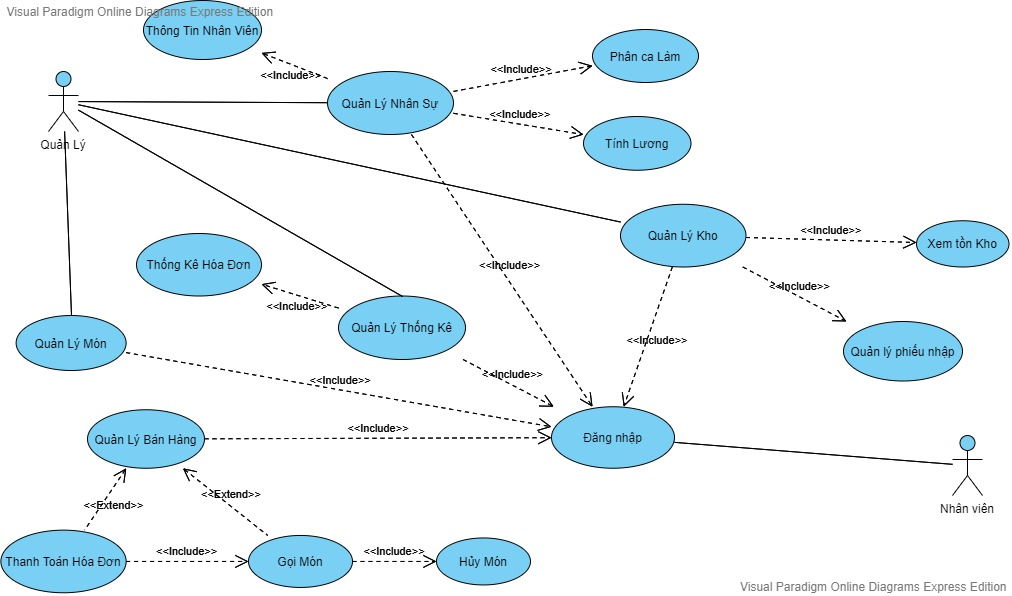 Visual Paradigm Online Diagrams Express Edition
Thông Tin Nhân Viên
Phân ca Làm
<<Include>>
<<Include>>
Quản Lý Nhân Sự
<<Include>>
Quản Lý
Tính Lương
Quản Lý Kho
<<Include>>
Xem tồn Kho
Thống Kê Hóa Đơn
<<Include>>
<<Include>>
<<Include>>
Quản Lý Thống Kê
Quản Lý Món
<<Include>>
Quản lý phiếu nhập
<<Include>>
<<Include>>
<<Include>>
Quản Lý Bán Hàng
Đăng nhập
<<Extend>>
<<Extend>>
Nhân viên
<<Include>>
<<Include>>
Thanh Toán Hóa Đơn
Gọi Món
Hủy Món
Visual Paradigm Online Diagrams Express Edition